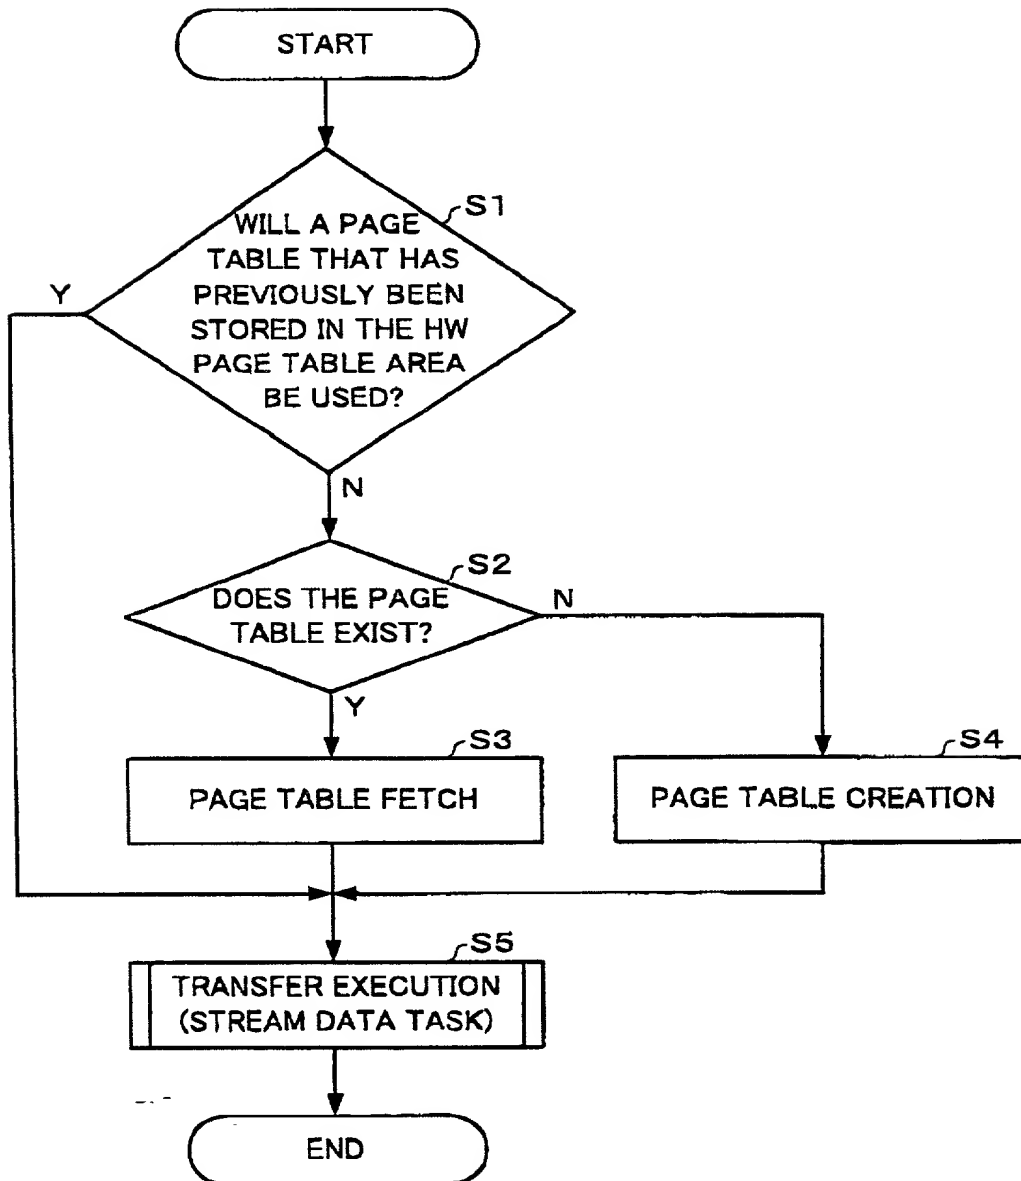 START
S1
WILL A PAGE
TABLE THAT HAS
PREVIOUSLY BEEN
STORED IN THE HW
PAGE TABLE AREA
BE USED?
Y
N
S2
DOES THE PAGE
TABLE EXIST?
N
Y
S3
PAGE TABLE FETCH
S4
PAGE TABLE CREATION
S5
TRANSFER EXECUTION
(STREAM DATA TASK)
END